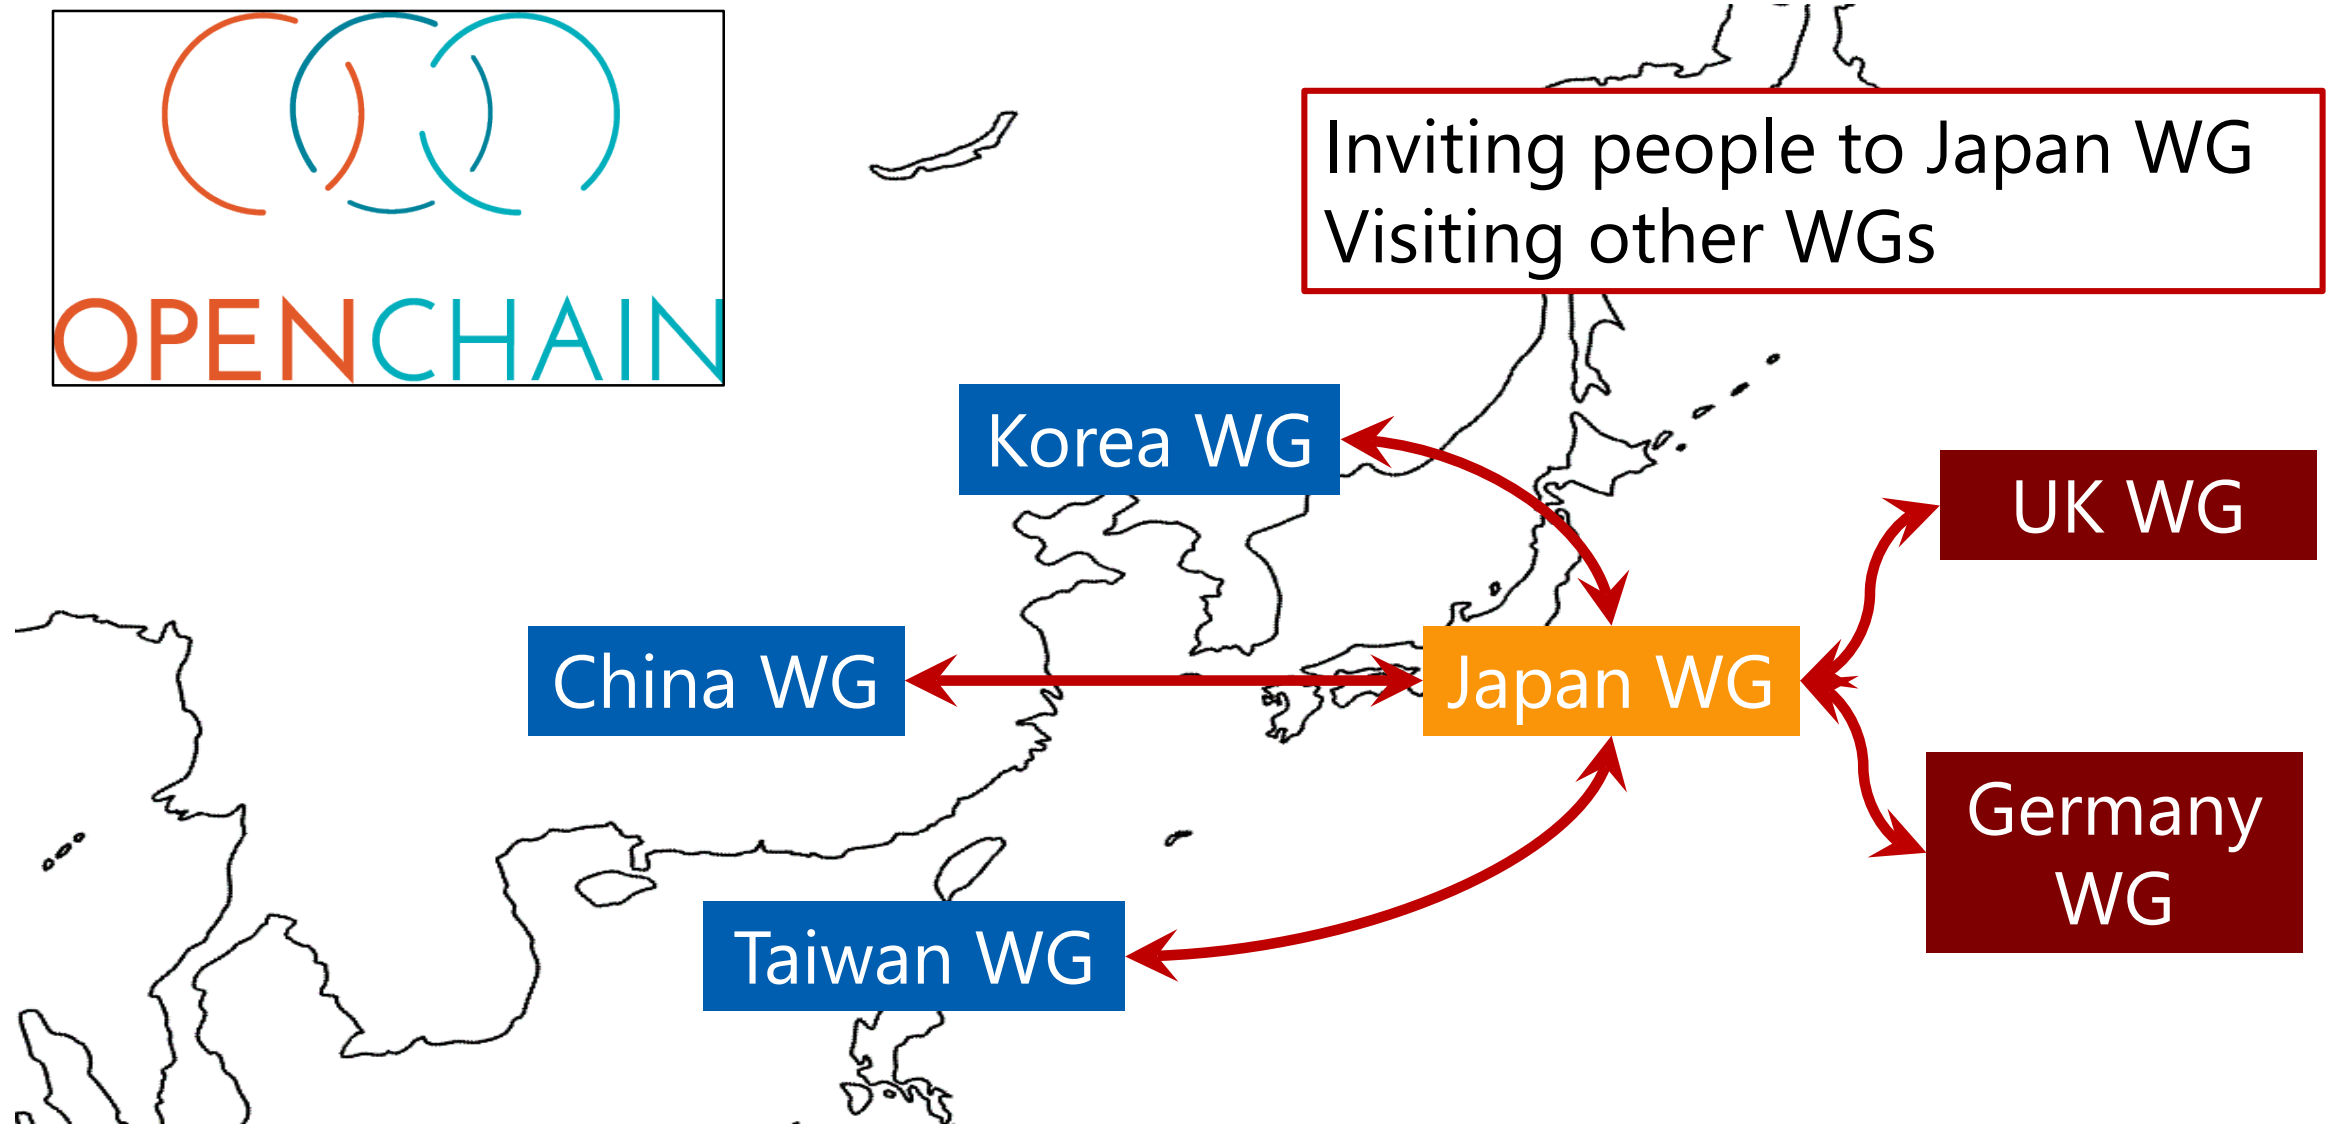 OPENCHAIN
Inviting people to Japan WG
Visiting other WGs
Korea WG
UK WG
China WG
Japan WG
Germany
WG
Taiwan WG